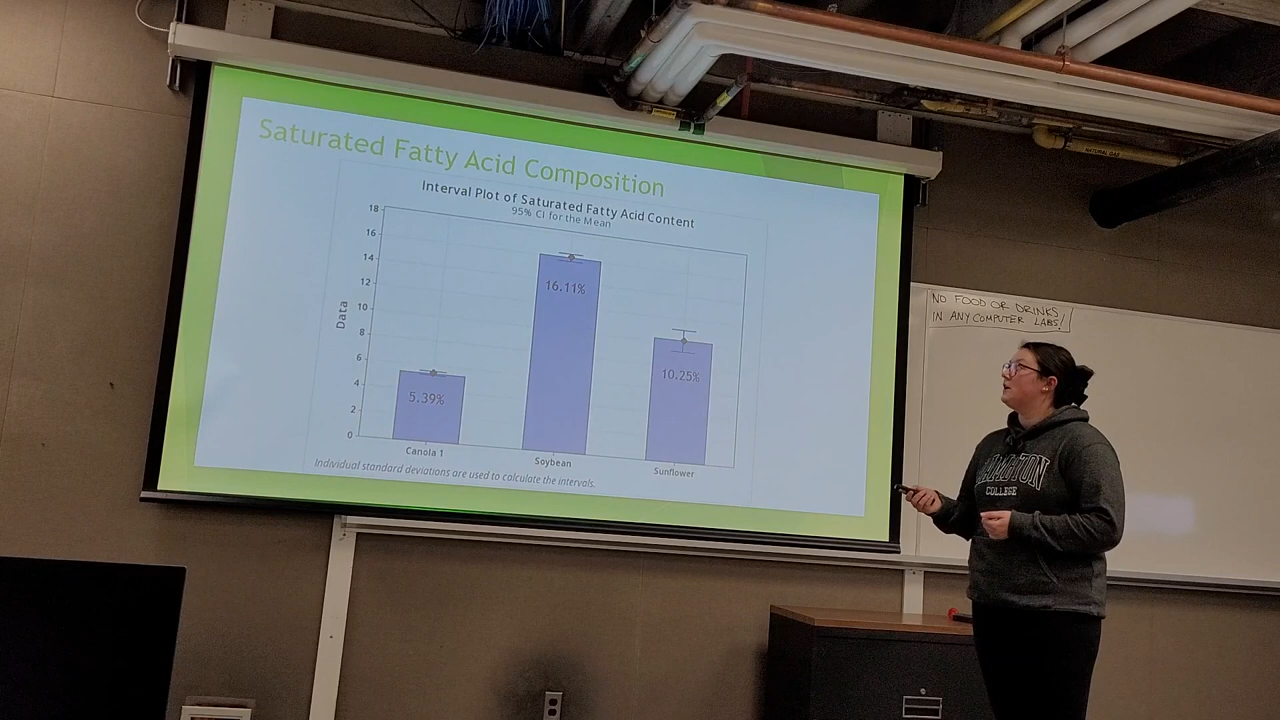 Saturated Fatty Acid Composition
Interval Plot of Saturated Fatty Acid Content
95% CI for the Mean
18
16
14
12
10
8
6
4
2
0
Data
5.39%
16.11%
10.25%
Canola 1
Soybean
Sunflower
Individual standard deviations are used to calculate the intervals.
NO FOOD OR DRINKS
IN ANY COMPUTER LABS!
COLLEGE
NATURAL GAS